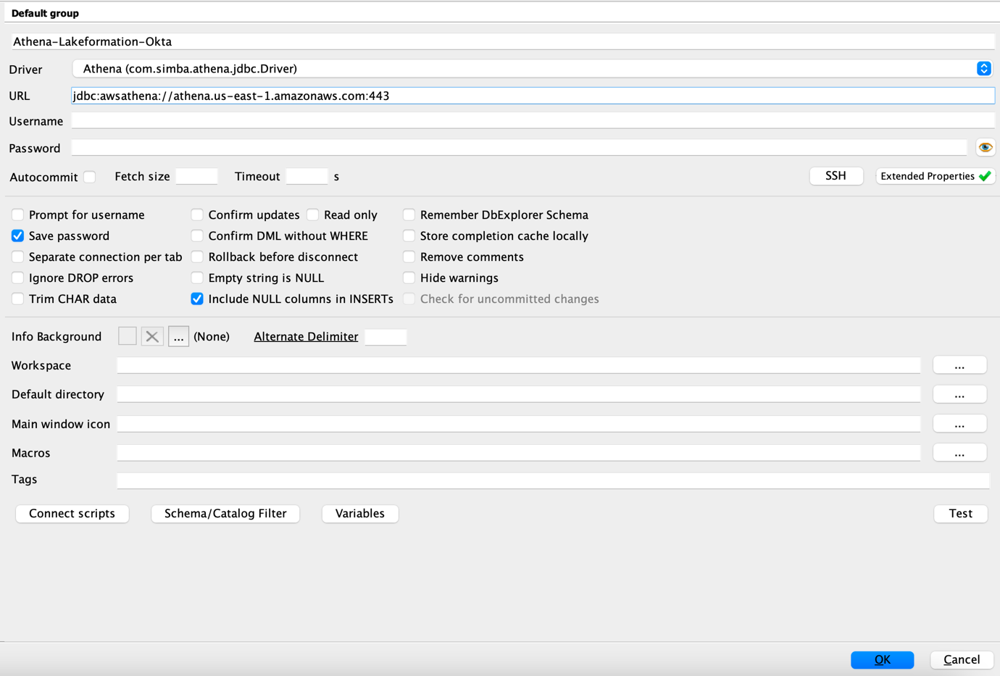 Default group
Athena-Lakeformation-Okta
Driver Athena (com.simba.athena.jdbc.Driver)
URL jdbc:awsathena://athena.us-east-1.amazonaws.com:443
Username
Password
Autocommit Fetch size Timeout s SSH Extended Properties
Prompt for username Confirm updates Read only Remember DbExplorer Schema
Save password Confirm DML without WHERE Store completion cache locally
Separate connection per tab Rollback before disconnect Remove comments
Ignore DROP errors Empty string is NULL Hide warnings
Trim CHAR data Include NULL columns in INSERTs Check for uncommitted changes
Info Background ... (None) Alternate Delimiter
Workspace ...
Default directory ...
Main window icon ...
Macros ...
Tags
Connect scripts Schema/Catalog Filter Variables Test
OK Cancel